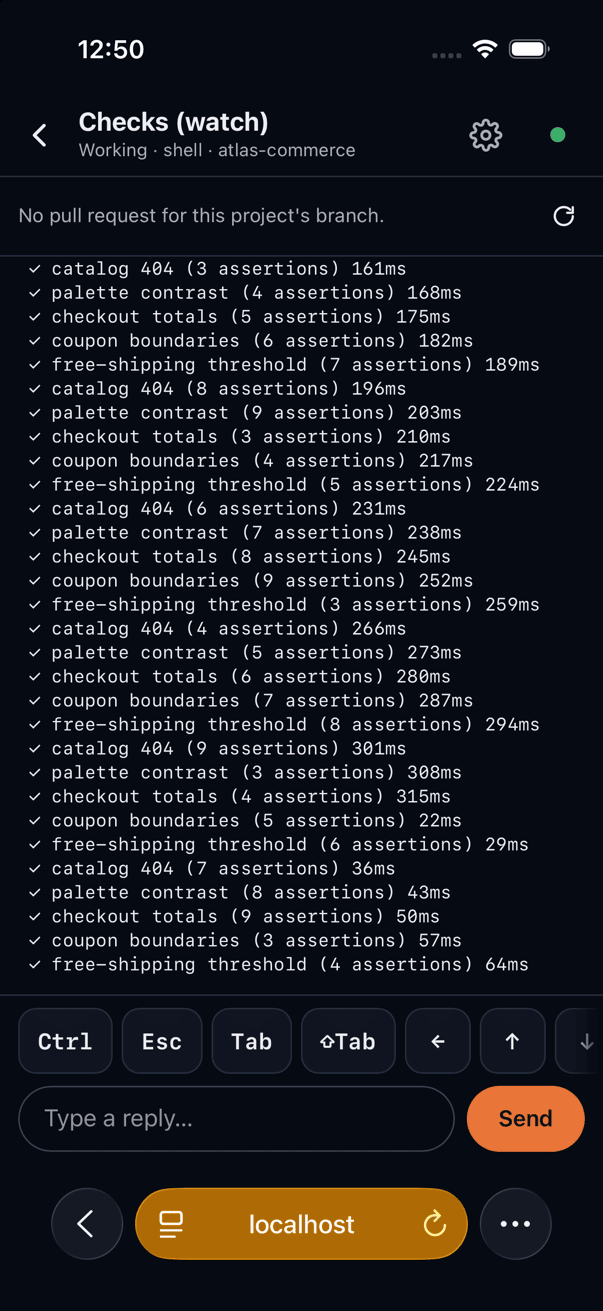 12:50
Checks (watch)
Working · shell · atlas-commerce
No pull request for this project's branch.
✓ catalog 404 (3 assertions) 161ms
✓ palette contrast (4 assertions) 168ms
✓ checkout totals (5 assertions) 175ms
✓ coupon boundaries (6 assertions) 182ms
✓ free-shipping threshold (7 assertions) 189ms
✓ catalog 404 (8 assertions) 196ms
✓ palette contrast (9 assertions) 203ms
✓ checkout totals (3 assertions) 210ms
✓ coupon boundaries (4 assertions) 217ms
✓ free-shipping threshold (5 assertions) 224ms
✓ catalog 404 (6 assertions) 231ms
✓ palette contrast (7 assertions) 238ms
✓ checkout totals (8 assertions) 245ms
✓ coupon boundaries (9 assertions) 252ms
✓ free-shipping threshold (3 assertions) 259ms
✓ catalog 404 (4 assertions) 266ms
✓ palette contrast (5 assertions) 273ms
✓ checkout totals (6 assertions) 280ms
✓ coupon boundaries (7 assertions) 287ms
✓ free-shipping threshold (8 assertions) 294ms
✓ catalog 404 (9 assertions) 301ms
✓ palette contrast (3 assertions) 308ms
✓ checkout totals (4 assertions) 315ms
✓ coupon boundaries (5 assertions) 22ms
✓ free-shipping threshold (6 assertions) 29ms
✓ catalog 404 (7 assertions) 36ms
✓ palette contrast (8 assertions) 43ms
✓ checkout totals (9 assertions) 50ms
✓ coupon boundaries (3 assertions) 57ms
✓ free-shipping threshold (4 assertions) 64ms
Ctrl Esc Tab ⇧Tab ← ↑ ↓
Type a reply... Send
localhost